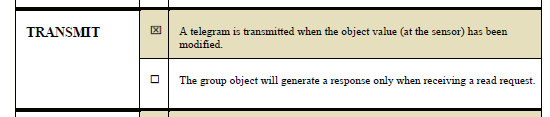 TRANSMIT
☒ A telegram is transmitted when the object value (at the sensor) has been
modified.
☐ The group object will generate a response only when receiving a read request.